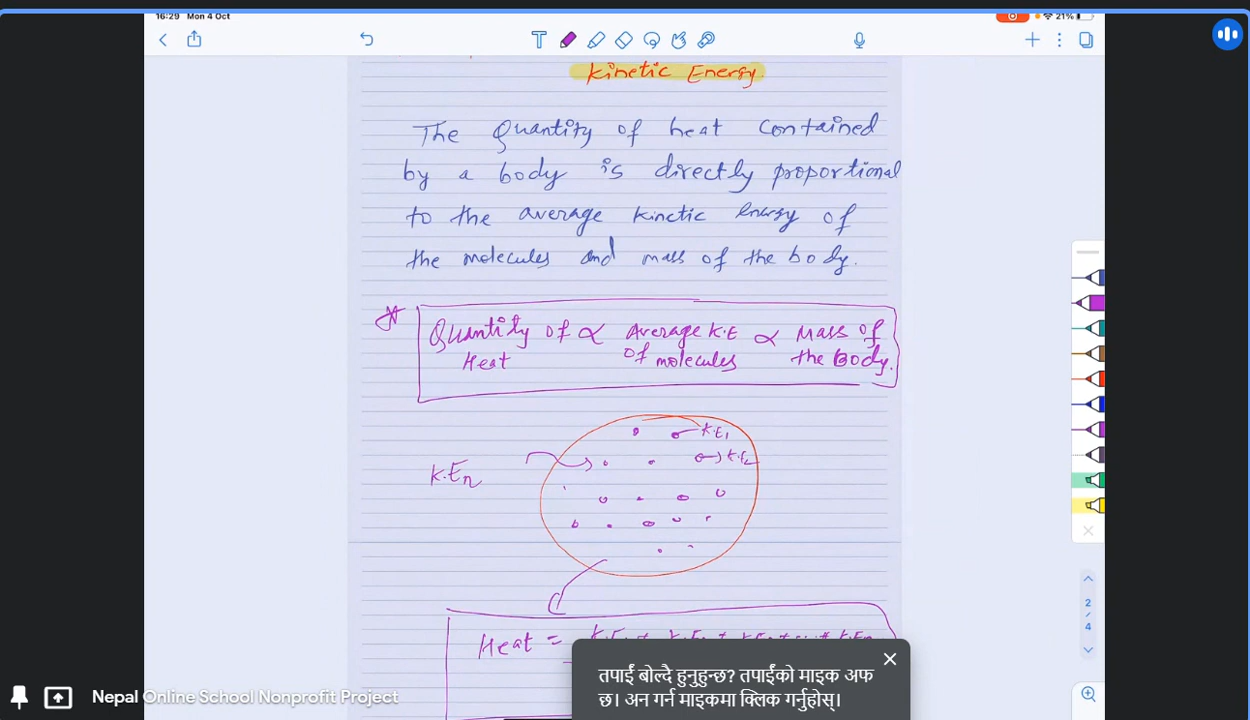 16:29 Mon 4 Oct
21%
Kinetic Energy
The Quantity of heat contained
by a body is directly proportional
to the average kinetic energy of
the molecules and mass of the body.
Quantity of ∝ Average K.E ∝ Mass of
Heat of molecules the Body.
K.E1
K.E2
K.En
Heat =
2
/
4
तपाईं बोल्दै हुनुहुन्छ? तपाईंको माइक अफ
छ। अन गर्न माइकमा क्लिक गर्नुहोस्।
Nepal Online School Nonprofit Project